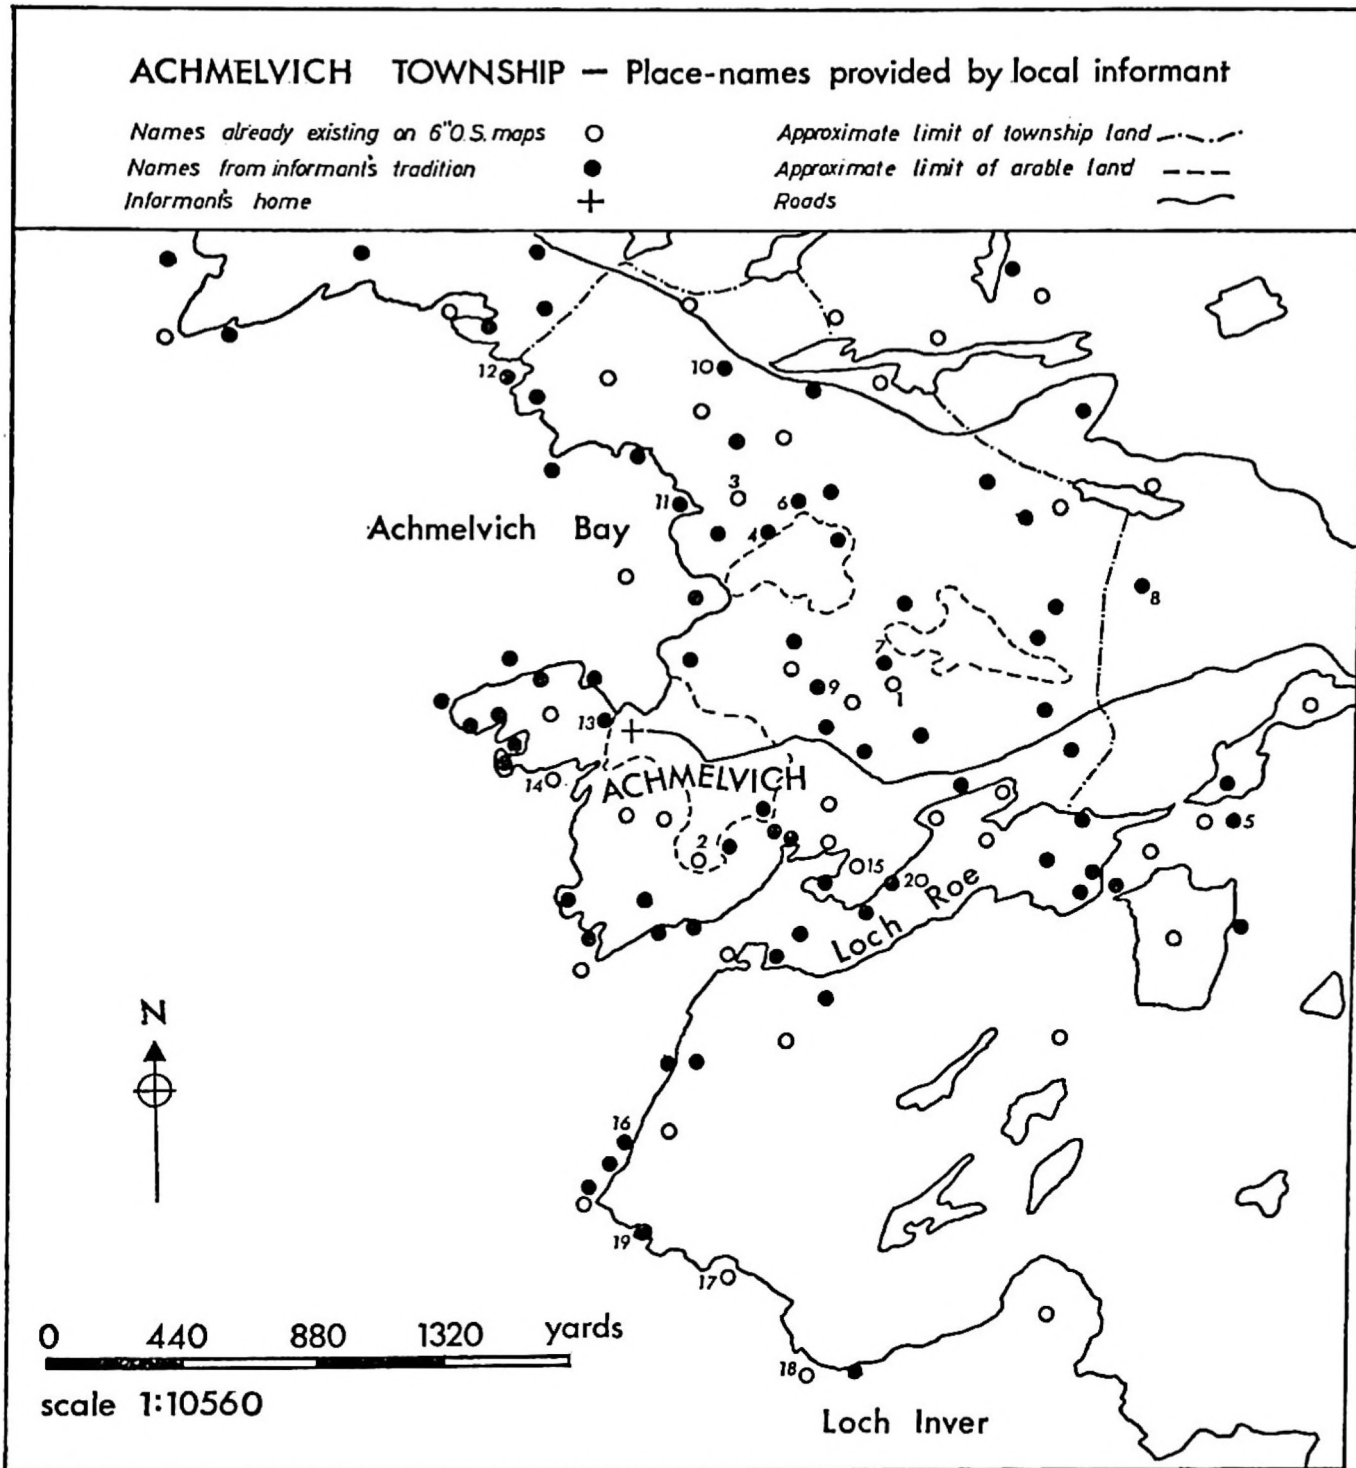 ACHMELVICH TOWNSHIP — Place-names provided by local informant
Names already existing on 6" O.S. maps
Names from informant's tradition
Informant's home
Approximate limit of township land
Approximate limit of arable land
Roads
12
10
3
11
6
4
Achmelvich Bay
8
7
9
1
13
14
ACHMELVICH
2
15
20
5
Loch Roe
N
16
19
17
0 440 880 1320 yards
18
scale 1:10560
Loch Inver